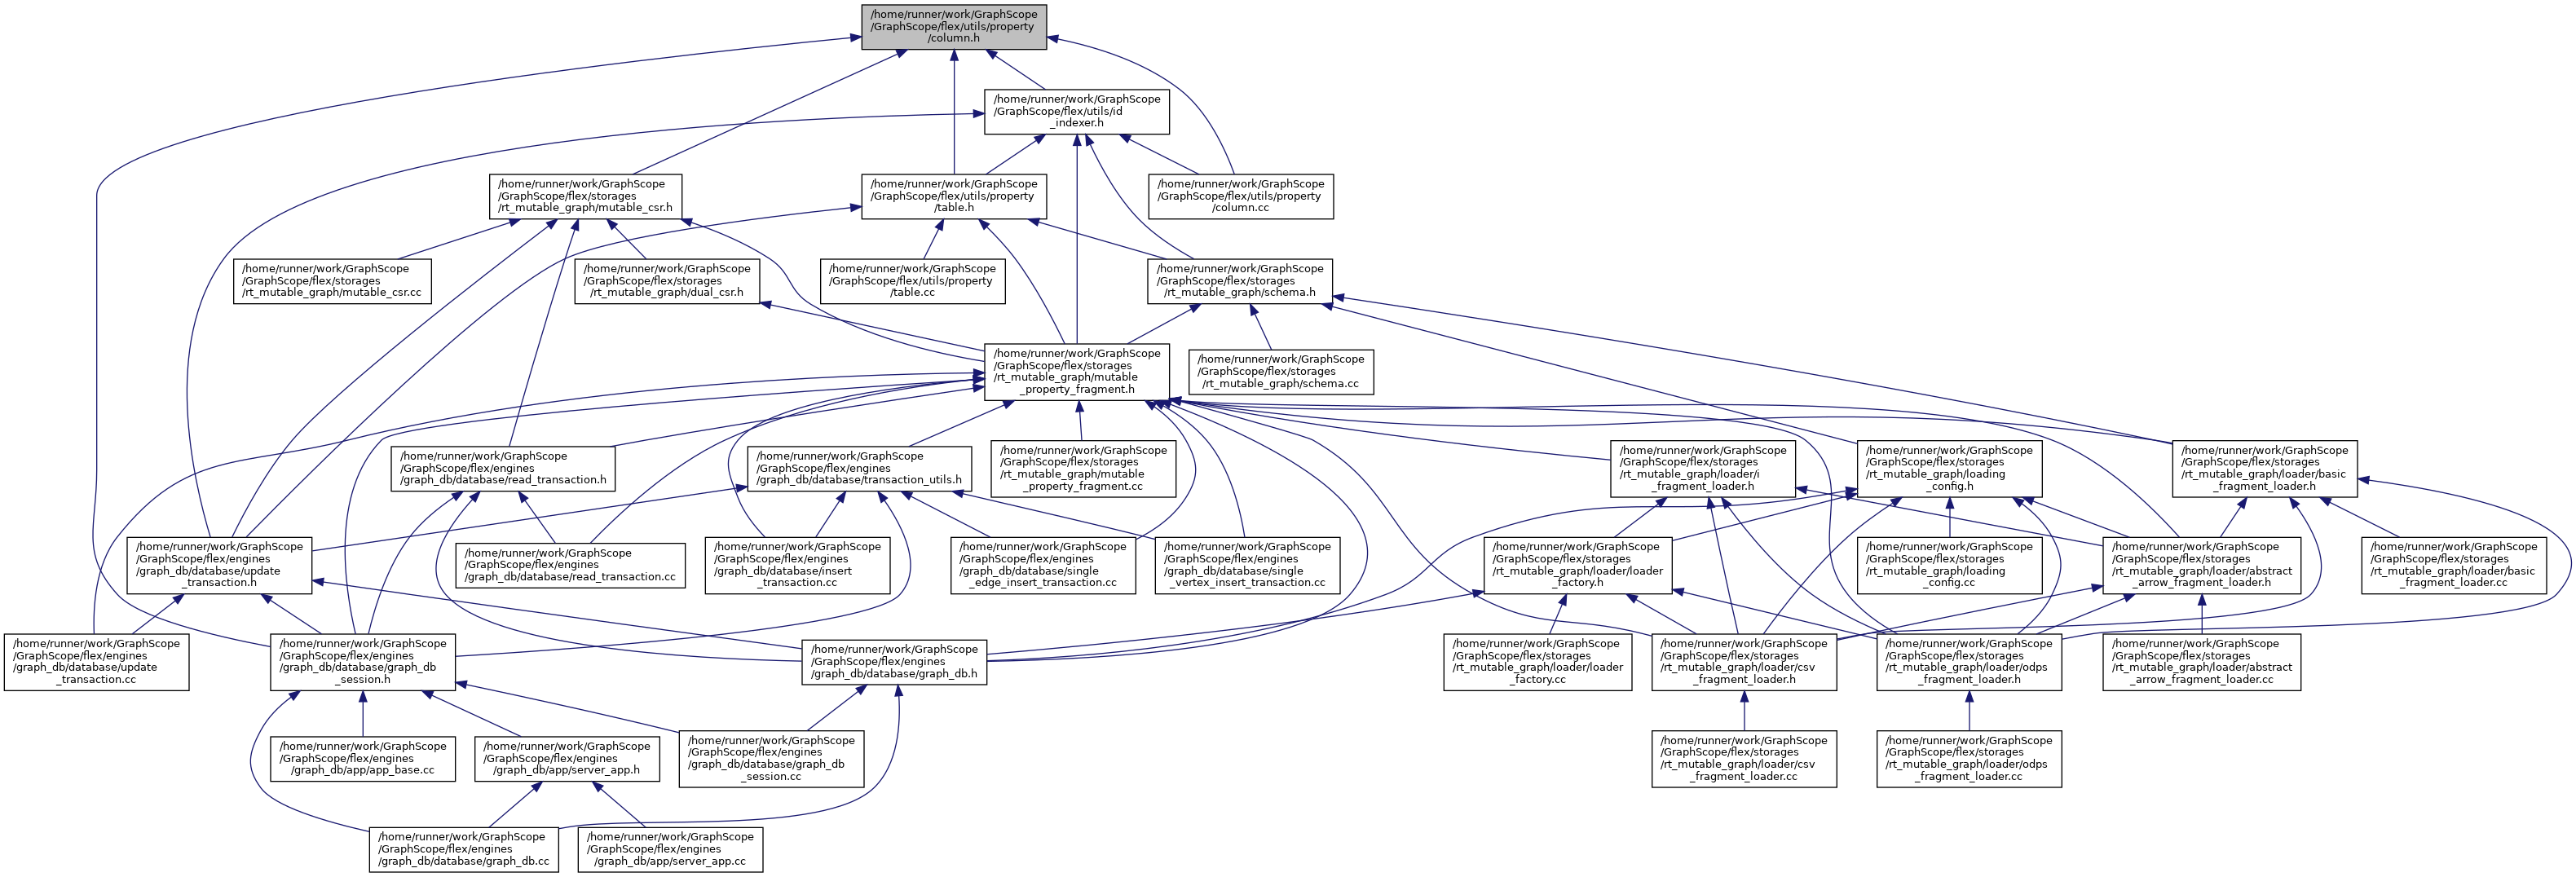 /home/runner/work/GraphScope
/GraphScope/flex/utils/property
/column.h
/home/runner/work/GraphScope
/GraphScope/flex/utils/id
_indexer.h
/home/runner/work/GraphScope
/GraphScope/flex/storages
/rt_mutable_graph/mutable_csr.h
/home/runner/work/GraphScope
/GraphScope/flex/utils/property
/table.h
/home/runner/work/GraphScope
/GraphScope/flex/utils/property
/column.cc
/home/runner/work/GraphScope
/GraphScope/flex/storages
/rt_mutable_graph/mutable_csr.cc
/home/runner/work/GraphScope
/GraphScope/flex/storages
/rt_mutable_graph/dual_csr.h
/home/runner/work/GraphScope
/GraphScope/flex/utils/property
/table.cc
/home/runner/work/GraphScope
/GraphScope/flex/storages
/rt_mutable_graph/schema.h
/home/runner/work/GraphScope
/GraphScope/flex/storages
/rt_mutable_graph/mutable
_property_fragment.h
/home/runner/work/GraphScope
/GraphScope/flex/storages
/rt_mutable_graph/schema.cc
/home/runner/work/GraphScope
/GraphScope/flex/engines
/graph_db/database/read_transaction.h
/home/runner/work/GraphScope
/GraphScope/flex/engines
/graph_db/database/transaction_utils.h
/home/runner/work/GraphScope
/GraphScope/flex/storages
/rt_mutable_graph/mutable
_property_fragment.cc
/home/runner/work/GraphScope
/GraphScope/flex/storages
/rt_mutable_graph/loader/i
_fragment_loader.h
/home/runner/work/GraphScope
/GraphScope/flex/storages
/rt_mutable_graph/loading
_config.h
/home/runner/work/GraphScope
/GraphScope/flex/storages
/rt_mutable_graph/loader/basic
_fragment_loader.h
/home/runner/work/GraphScope
/GraphScope/flex/engines
/graph_db/database/update
_transaction.h
/home/runner/work/GraphScope
/GraphScope/flex/engines
/graph_db/database/read_transaction.cc
/home/runner/work/GraphScope
/GraphScope/flex/engines
/graph_db/database/insert
_transaction.cc
/home/runner/work/GraphScope
/GraphScope/flex/engines
/graph_db/database/single
_edge_insert_transaction.cc
/home/runner/work/GraphScope
/GraphScope/flex/engines
/graph_db/database/single
_vertex_insert_transaction.cc
/home/runner/work/GraphScope
/GraphScope/flex/storages
/rt_mutable_graph/loader/loader
_factory.h
/home/runner/work/GraphScope
/GraphScope/flex/storages
/rt_mutable_graph/loading
_config.cc
/home/runner/work/GraphScope
/GraphScope/flex/storages
/rt_mutable_graph/loader/abstract
_arrow_fragment_loader.h
/home/runner/work/GraphScope
/GraphScope/flex/storages
/rt_mutable_graph/loader/basic
_fragment_loader.cc
/home/runner/work/GraphScope
/GraphScope/flex/engines
/graph_db/database/update
_transaction.cc
/home/runner/work/GraphScope
/GraphScope/flex/engines
/graph_db/database/graph_db
_session.h
/home/runner/work/GraphScope
/GraphScope/flex/engines
/graph_db/database/graph_db.h
/home/runner/work/GraphScope
/GraphScope/flex/storages
/rt_mutable_graph/loader/loader
_factory.cc
/home/runner/work/GraphScope
/GraphScope/flex/storages
/rt_mutable_graph/loader/csv
_fragment_loader.h
/home/runner/work/GraphScope
/GraphScope/flex/storages
/rt_mutable_graph/loader/odps
_fragment_loader.h
/home/runner/work/GraphScope
/GraphScope/flex/storages
/rt_mutable_graph/loader/abstract
_arrow_fragment_loader.cc
/home/runner/work/GraphScope
/GraphScope/flex/engines
/graph_db/app/app_base.cc
/home/runner/work/GraphScope
/GraphScope/flex/engines
/graph_db/app/server_app.h
/home/runner/work/GraphScope
/GraphScope/flex/engines
/graph_db/database/graph_db
_session.cc
/home/runner/work/GraphScope
/GraphScope/flex/storages
/rt_mutable_graph/loader/csv
_fragment_loader.cc
/home/runner/work/GraphScope
/GraphScope/flex/storages
/rt_mutable_graph/loader/odps
_fragment_loader.cc
/home/runner/work/GraphScope
/GraphScope/flex/engines
/graph_db/database/graph_db.cc
/home/runner/work/GraphScope
/GraphScope/flex/engines
/graph_db/app/server_app.cc